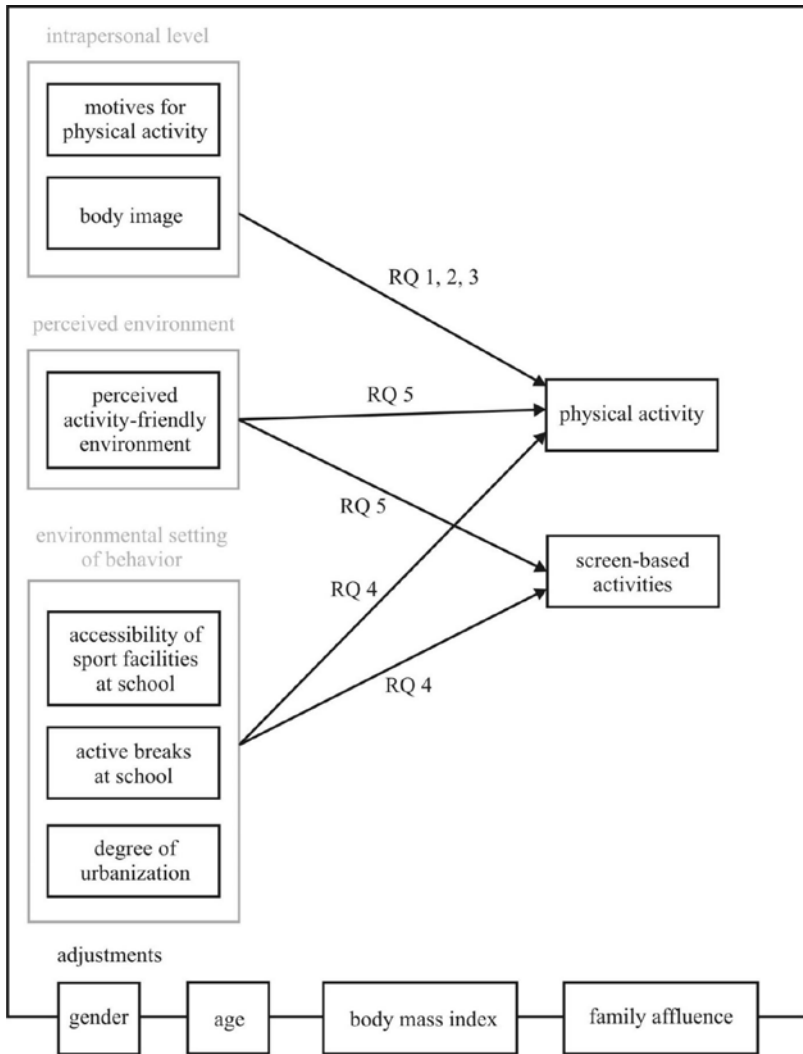 intrapersonal level
motives for
physical activity
body image
RQ 1, 2, 3
perceived environment
perceived
activity-friendly
environment
RQ 5
physical activity
RQ 5
environmental setting
of behavior
screen-based
activities
RQ 4
accessibility of
sport facilities
at school
RQ 4
active breaks
at school
degree of
urbanization
adjustments
gender
age
body mass index
family affluence